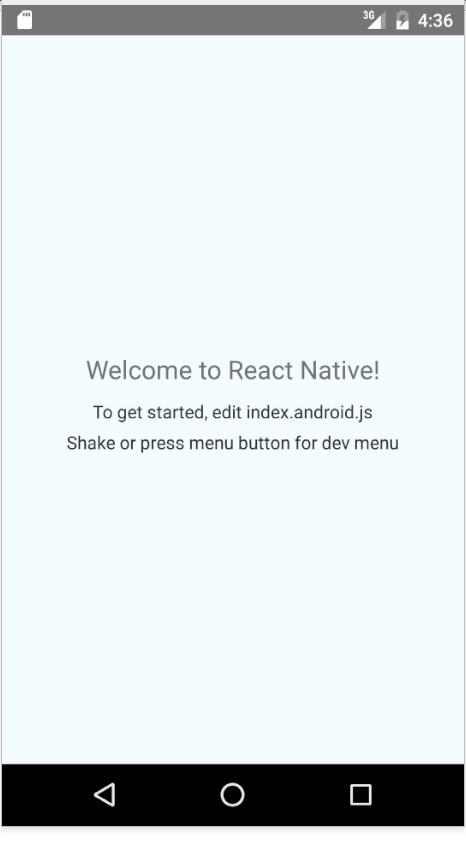 3G 4:36
Welcome to React Native!
To get started, edit index.android.js
Shake or press menu button for dev menu